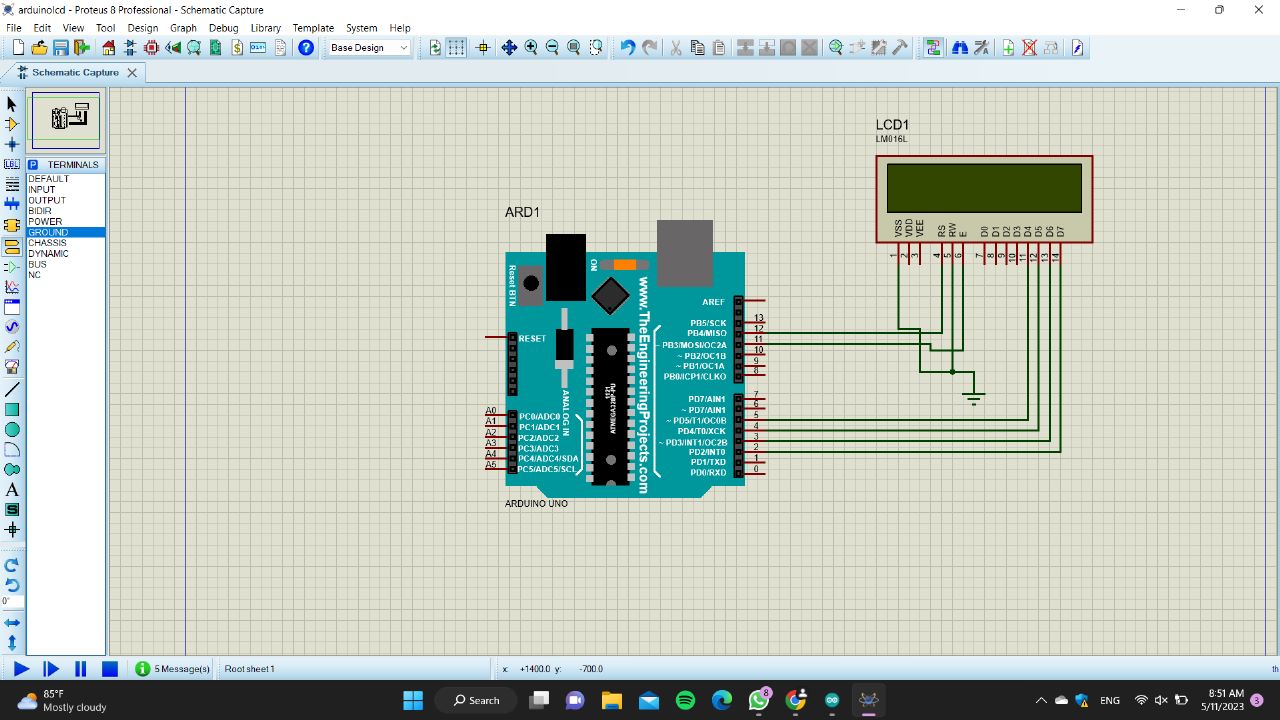 arduinolcd - Proteus 8 Professional - Schematic Capture
File Edit View Tool Design Graph Debug Library Template System Help
Base Design
Schematic Capture
P TERMINALS
DEFAULT
INPUT
OUTPUT
BIDIR
POWER
GROUND
CHASSIS
DYNAMIC
BUS
NC
LBL
A
S
0°
LCD1
LM016L
VSS VDD VEE RS RW E D0 D1 D2 D3 D4 D5 D6 D7
1 2 3 4 5 6 7 8 9 10 11 12 13 14
ARD1
Reset BTN
ON
www.TheEngineeringProjects.com
AREF
PB5/SCK 13
PB4/MISO 12
~ PB3/MOSI/OC2A 11
~ PB2/OC1B 10
~ PB1/OC1A 9
PB0/ICP1/CLKO 8
RESET
1121
ATMEGA328P-PU
ANALOG IN
PD7/AIN1 7
~ PD7/AIN1 6
~ PD5/T1/OC0B 5
PD4/T0/XCK 4
~ PD3/INT1/OC2B 3
PD2/INT0 2
PD1/TXD 1
PD0/RXD 0
A0 PC0/ADC0
A1 PC1/ADC1
A2 PC2/ADC2
A3 PC3/ADC3
A4 PC4/ADC4/SDA
A5 PC5/ADC5/SCL
ARDUINO UNO
5 Message(s)
Root sheet 1
x: +1400.0 y: -700.0
th
85°F
Mostly cloudy
Search
8
ENG
8:51 AM
5/11/2023
3